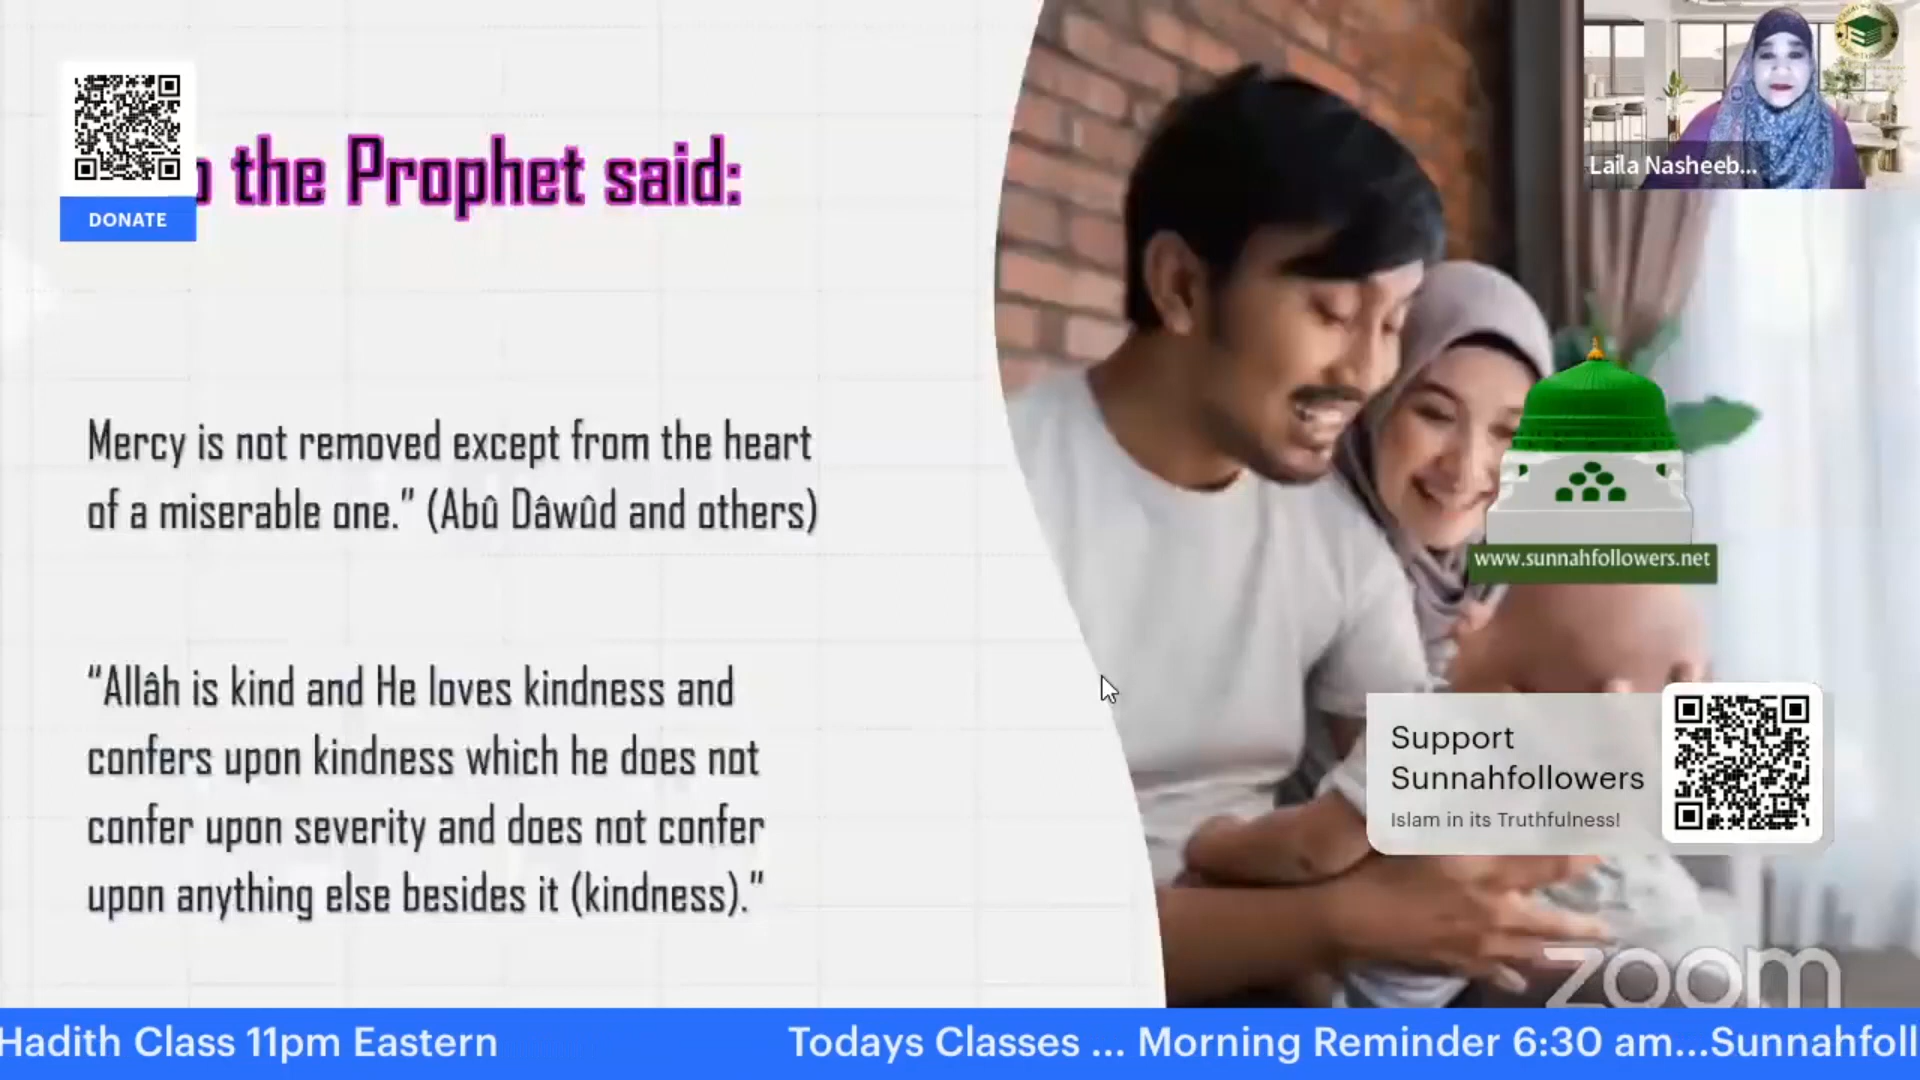 DONATE
the Prophet said:
Laila Nasheeb...
Mercy is not removed except from the heart
of a miserable one.” (Abû Dâwûd and others)
www.sunnahfollowers.net
“Allâh is kind and He loves kindness and
confers upon kindness which he does not
confer upon severity and does not confer
upon anything else besides it (kindness).”
Support
Sunnahfollowers
Islam in its Truthfulness!
zoom
Hadith Class 11pm Eastern Todays Classes ... Morning Reminder 6:30 am...Sunnahfoll